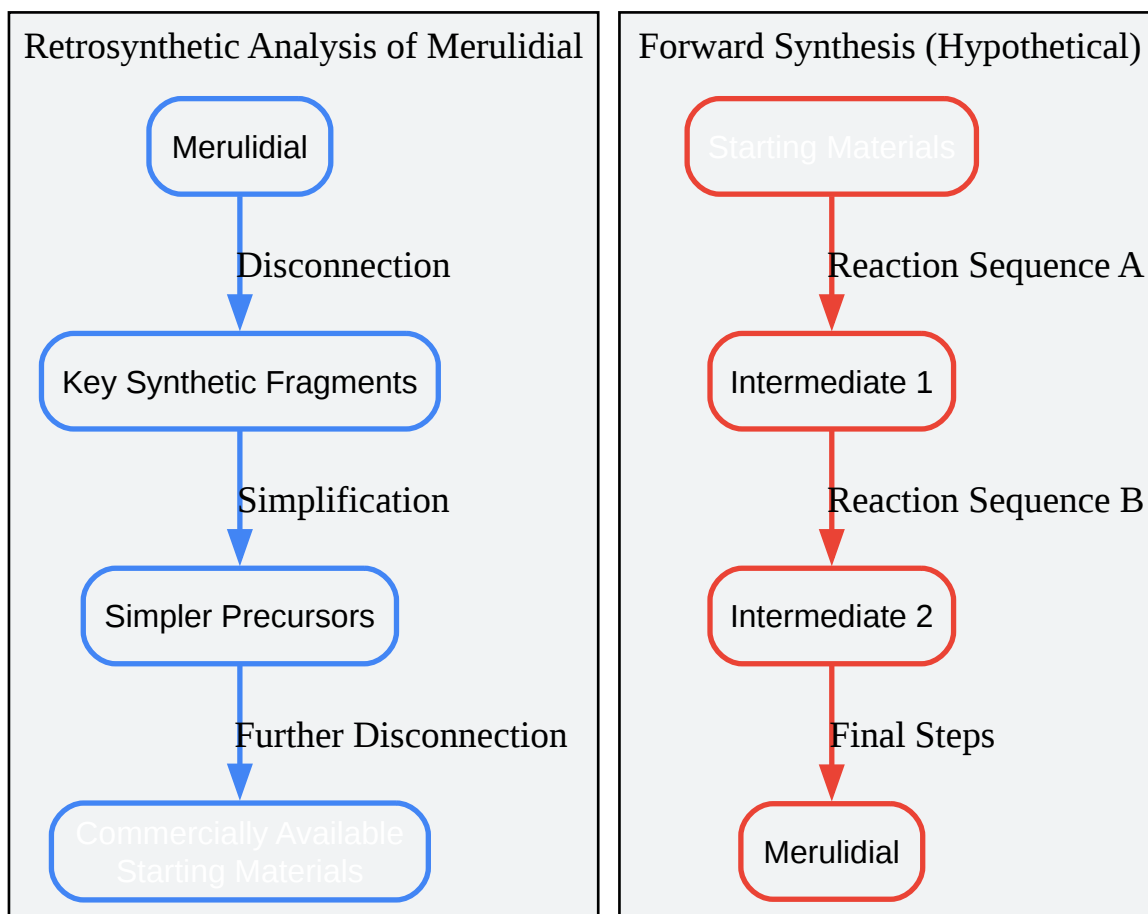 Retrosynthetic Analysis of Merulidial
Merulidial
Disconnection
Key Synthetic Fragments
Simplification
Simpler Precursors
Further Disconnection
Commercially Available
Starting Materials
Forward Synthesis (Hypothetical)
Starting Materials
Reaction Sequence A
Intermediate 1
Reaction Sequence B
Intermediate 2
Final Steps
Merulidial